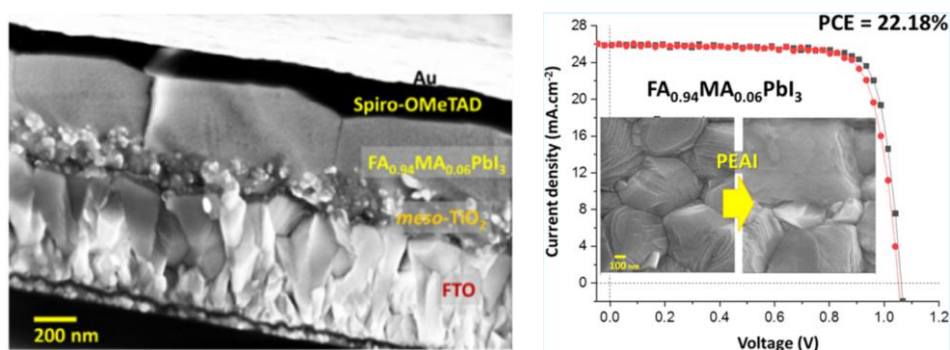 Au
Spiro-OMeTAD
FA0.94MA0.06PbI3
meso-TiO2
FTO
200 nm
PCE = 22.18%
28
24
20
16
12
8
4
0
Current density (mA.cm-2)
FA0.94MA0.06PbI3
PEAI
100 nm
0.0
0.2
0.4
0.6
0.8
1.0
1.2
Voltage (V)